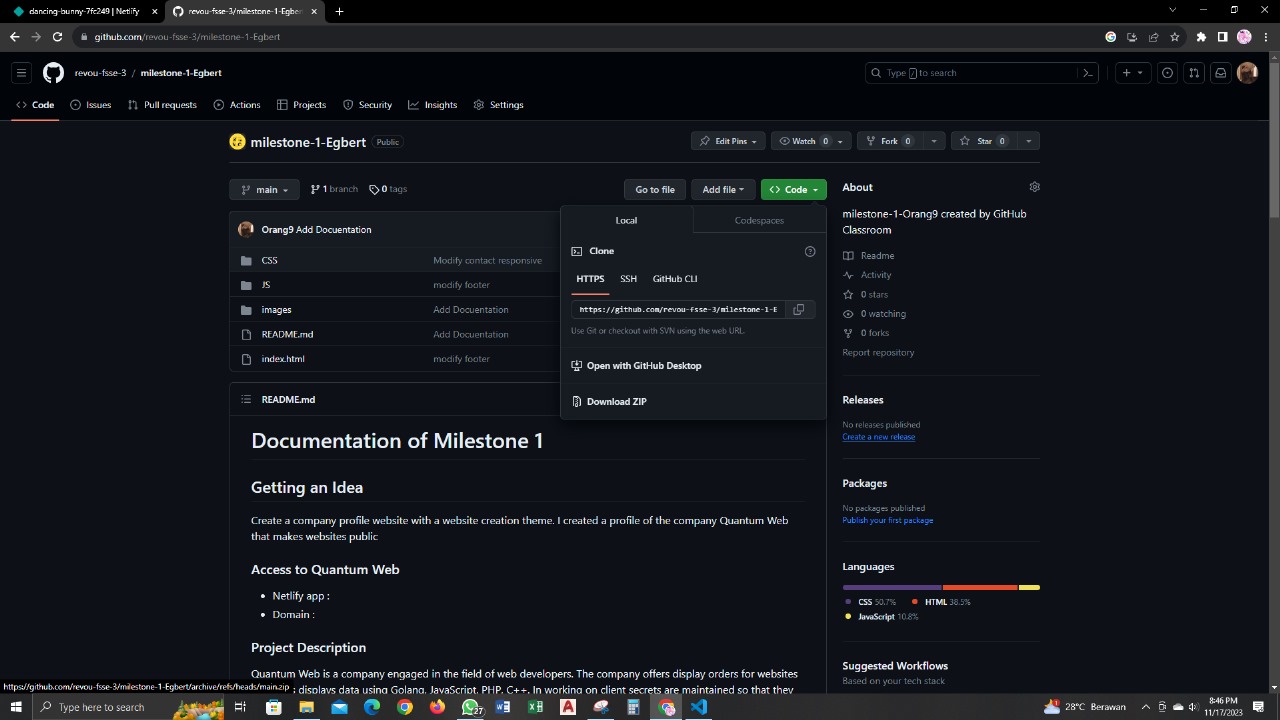 dancing-bunny-7fc249 | Netlify
revou-fsse-3/milestone-1-Egber
github.com/revou-fsse-3/milestone-1-Egbert
revou-fsse-3 / milestone-1-Egbert
Type / to search
Code
Issues
Pull requests
Actions
Projects
Security
Insights
Settings
milestone-1-Egbert Public
Edit Pins
Watch 0
Fork 0
Star 0
main
1 branch
0 tags
Go to file
Add file
Code
About
milestone-1-Orang9 created by GitHub
Classroom
Readme
Activity
0 stars
0 watching
0 forks
Report repository
Orang9 Add Docuentation
CSS Modify contact responsive
JS modify footer
images Add Docuentation
README.md Add Docuentation
index.html modify footer
Local
Codespaces
Clone
HTTPS SSH GitHub CLI
https://github.com/revou-fsse-3/milestone-1-E
Use Git or checkout with SVN using the web URL.
Open with GitHub Desktop
Download ZIP
Releases
No releases published
Create a new release
Packages
No packages published
Publish your first package
Languages
CSS 50.7% HTML 38.5%
JavaScript 10.8%
Suggested Workflows
Based on your tech stack
README.md
Documentation of Milestone 1
Getting an Idea
Create a company profile website with a website creation theme. I created a profile of the company Quantum Web
that makes websites public
Access to Quantum Web
Netlify app :
Domain :
Project Description
Quantum Web is a company engaged in the field of web developers. The company offers display orders for websites
displays data using Golang, JavaScript, PHP, C++. In working on client secrets are maintained so that they
https://github.com/revou-fsse-3/milestone-1-Egbert/archive/refs/heads/main.zip
Type here to search
27
28°C Berawan
8:46 PM
11/17/2023